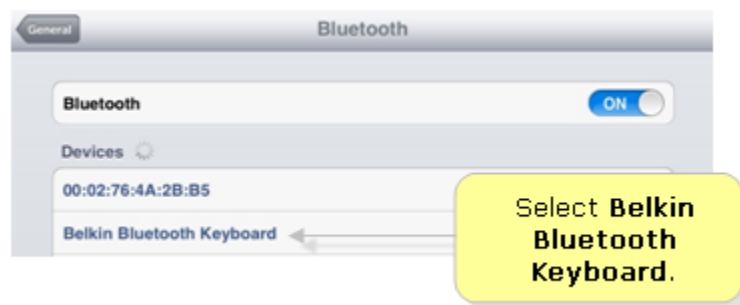 General
Bluetooth
Bluetooth
ON
Devices
00:02:76:4A:2B:B5
Belkin Bluetooth Keyboard
Select Belkin
Bluetooth
Keyboard.